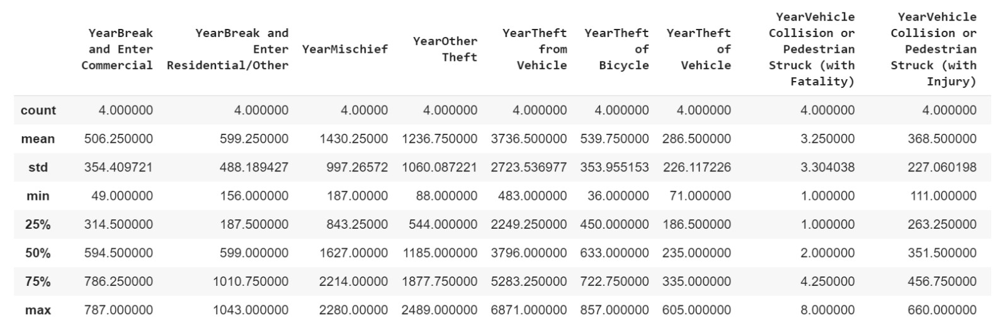 YearBreak and Enter Commercial YearBreak and Enter Residential/Other YearMischief YearOther Theft YearTheft from Vehicle YearTheft of Bicycle YearTheft of Vehicle YearVehicle Collision or Pedestrian Struck (with Fatality) YearVehicle Collision or Pedestrian Struck (with Injury)
count 4.000000 4.000000 4.00000 4.000000 4.000000 4.000000 4.000000 4.000000 4.000000
mean 506.250000 599.250000 1430.25000 1236.750000 3736.500000 539.750000 286.500000 3.250000 368.500000
std 354.409721 488.189427 997.26572 1060.087221 2723.536977 353.955153 226.117226 3.304038 227.060198
min 49.000000 156.000000 187.00000 88.000000 483.000000 36.000000 71.000000 1.000000 111.000000
25% 314.500000 187.500000 843.25000 544.000000 2249.250000 450.000000 186.500000 1.000000 263.250000
50% 594.500000 599.000000 1627.00000 1185.000000 3796.000000 633.000000 235.000000 2.000000 351.500000
75% 786.250000 1010.750000 2214.00000 1877.750000 5283.250000 722.750000 335.000000 4.250000 456.750000
max 787.000000 1043.000000 2280.00000 2489.000000 6871.000000 857.000000 605.000000 8.000000 660.000000